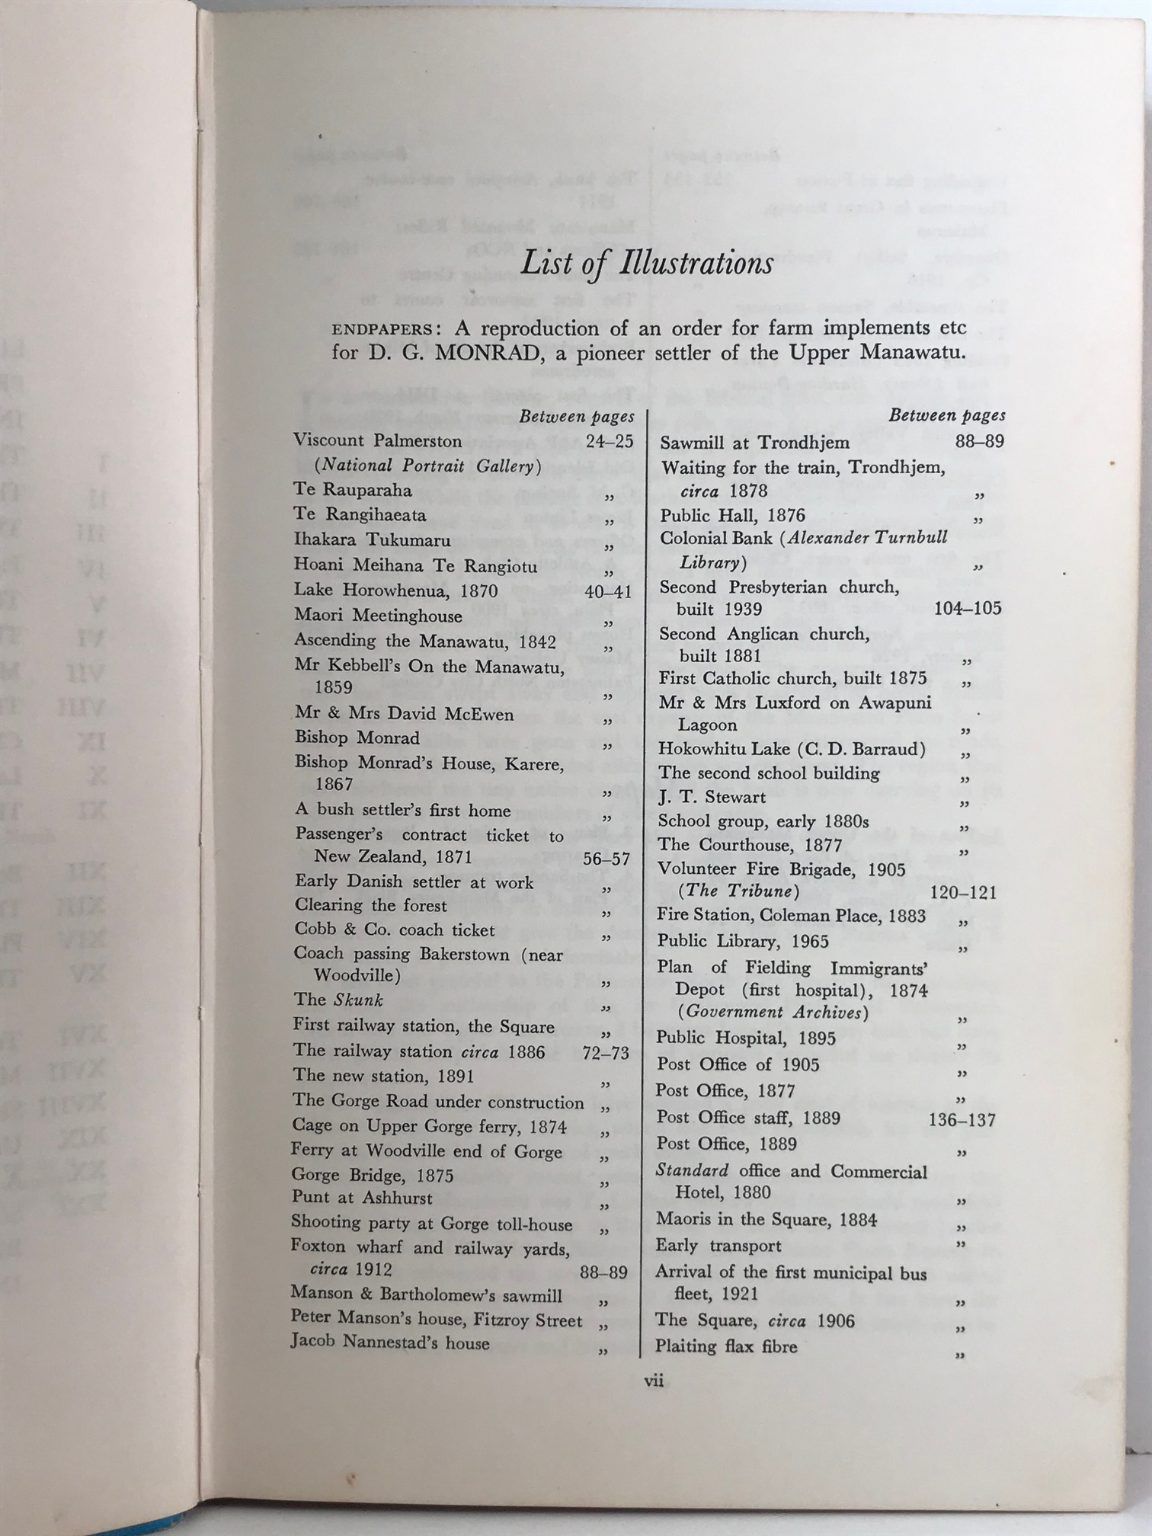 List of Illustrations
ENDPAPERS: A reproduction of an order for farm implements etc
for D. G. MONRAD, a pioneer settler of the Upper Manawatu.
Between pages
Viscount Palmerston 24–25
(National Portrait Gallery)
Te Rauparaha „
Te Rangihaeata „
Ihakara Tukumaru „
Hoani Meihana Te Rangiotu „
Lake Horowhenua, 1870 40–41
Maori Meetinghouse „
Ascending the Manawatu, 1842 „
Mr Kebbell's On the Manawatu,
1859 „
Mr & Mrs David McEwen „
Bishop Monrad „
Bishop Monrad's House, Karere,
1867 „
A bush settler's first home „
Passenger's contract ticket to
New Zealand, 1871 56–57
Early Danish settler at work „
Clearing the forest „
Cobb & Co. coach ticket „
Coach passing Bakerstown (near
Woodville) „
The Skunk „
First railway station, the Square „
The railway station circa 1886 72–73
The new station, 1891 „
The Gorge Road under construction „
Cage on Upper Gorge ferry, 1874 „
Ferry at Woodville end of Gorge „
Gorge Bridge, 1875 „
Punt at Ashhurst „
Shooting party at Gorge toll-house „
Foxton wharf and railway yards,
circa 1912 88–89
Manson & Bartholomew's sawmill „
Peter Manson's house, Fitzroy Street „
Jacob Nannestad's house „
Between pages
Sawmill at Trondhjem 88–89
Waiting for the train, Trondhjem,
circa 1878 „
Public Hall, 1876 „
Colonial Bank (Alexander Turnbull
Library) „
Second Presbyterian church,
built 1939 104–105
Second Anglican church,
built 1881 „
First Catholic church, built 1875 „
Mr & Mrs Luxford on Awapuni
Lagoon „
Hokowhitu Lake (C. D. Barraud) „
The second school building „
J. T. Stewart „
School group, early 1880s „
The Courthouse, 1877 „
Volunteer Fire Brigade, 1905
(The Tribune) 120–121
Fire Station, Coleman Place, 1883 „
Public Library, 1965 „
Plan of Fielding Immigrants'
Depot (first hospital), 1874
(Government Archives) „
Public Hospital, 1895 „
Post Office of 1905 „
Post Office, 1877 „
Post Office staff, 1889 136–137
Post Office, 1889 „
Standard office and Commercial
Hotel, 1880 „
Maoris in the Square, 1884 „
Early transport „
Arrival of the first municipal bus
fleet, 1921 „
The Square, circa 1906 „
Plaiting flax fibre „
vii